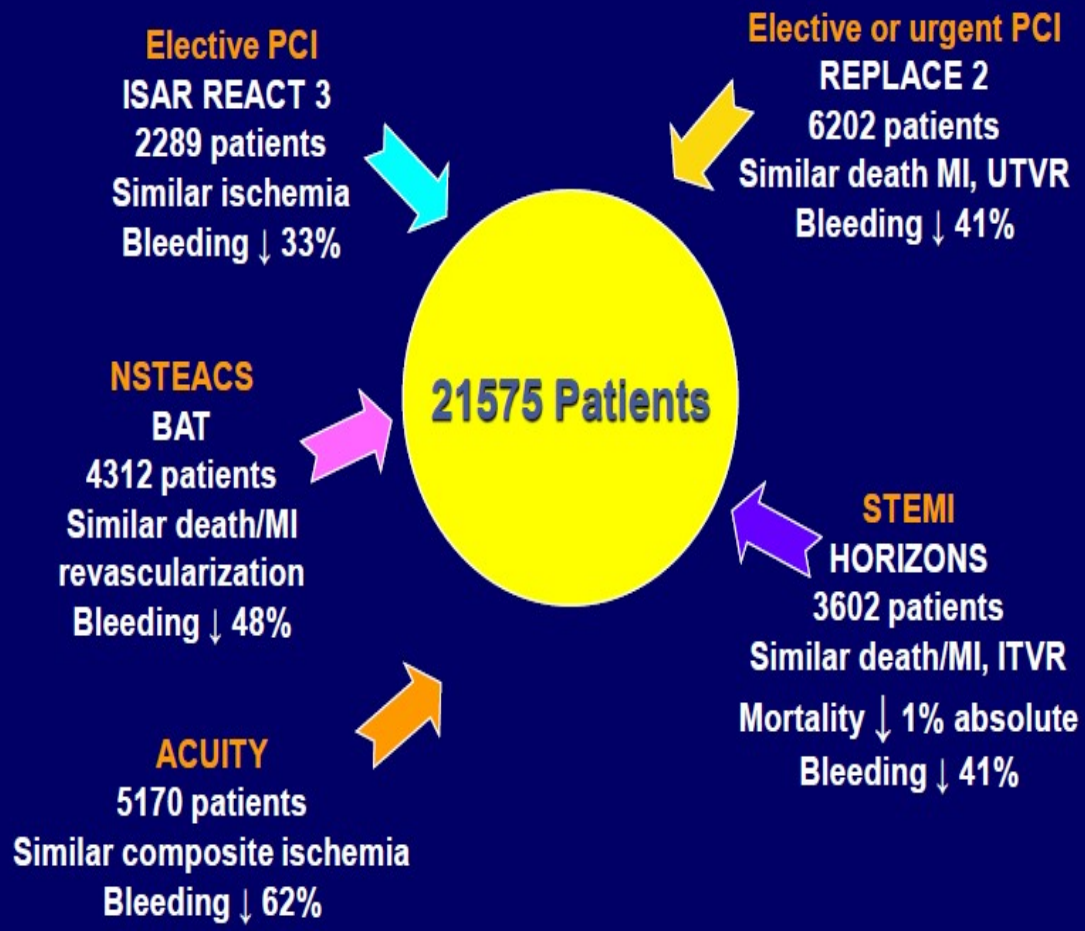 Elective PCI
ISAR REACT 3
2289 patients
Similar ischemia
Bleeding ↓ 33%
Elective or urgent PCI
REPLACE 2
6202 patients
Similar death MI, UTVR
Bleeding ↓ 41%
21575 Patients
NSTEACS
BAT
4312 patients
Similar death/MI
revascularization
Bleeding ↓ 48%
STEMI
HORIZONS
3602 patients
Similar death/MI, ITVR
Mortality ↓ 1% absolute
Bleeding ↓ 41%
ACUITY
5170 patients
Similar composite ischemia
Bleeding ↓ 62%